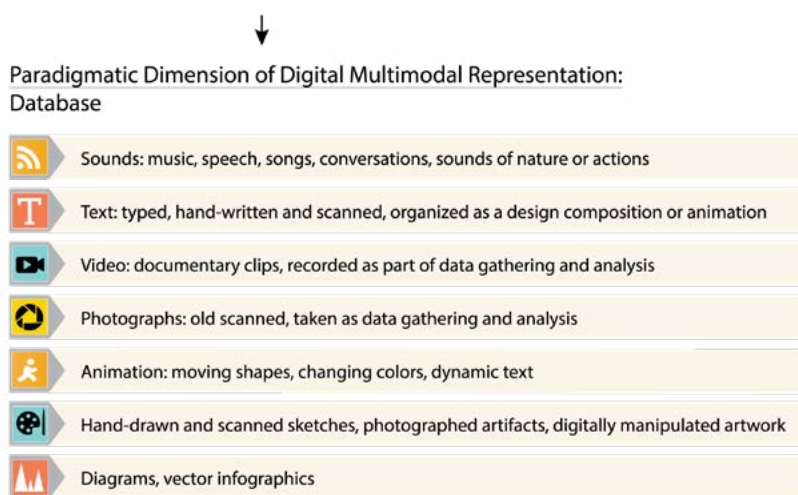 Paradigmatic Dimension of Digital Multimodal Representation:
Database
Sounds: music, speech, songs, conversations, sounds of nature or actions
T
Text: typed, hand-written and scanned, organized as a design composition or animation
Video: documentary clips, recorded as part of data gathering and analysis
Photographs: old scanned, taken as data gathering and analysis
Animation: moving shapes, changing colors, dynamic text
Hand-drawn and scanned sketches, photographed artifacts, digitally manipulated artwork
Diagrams, vector infographics